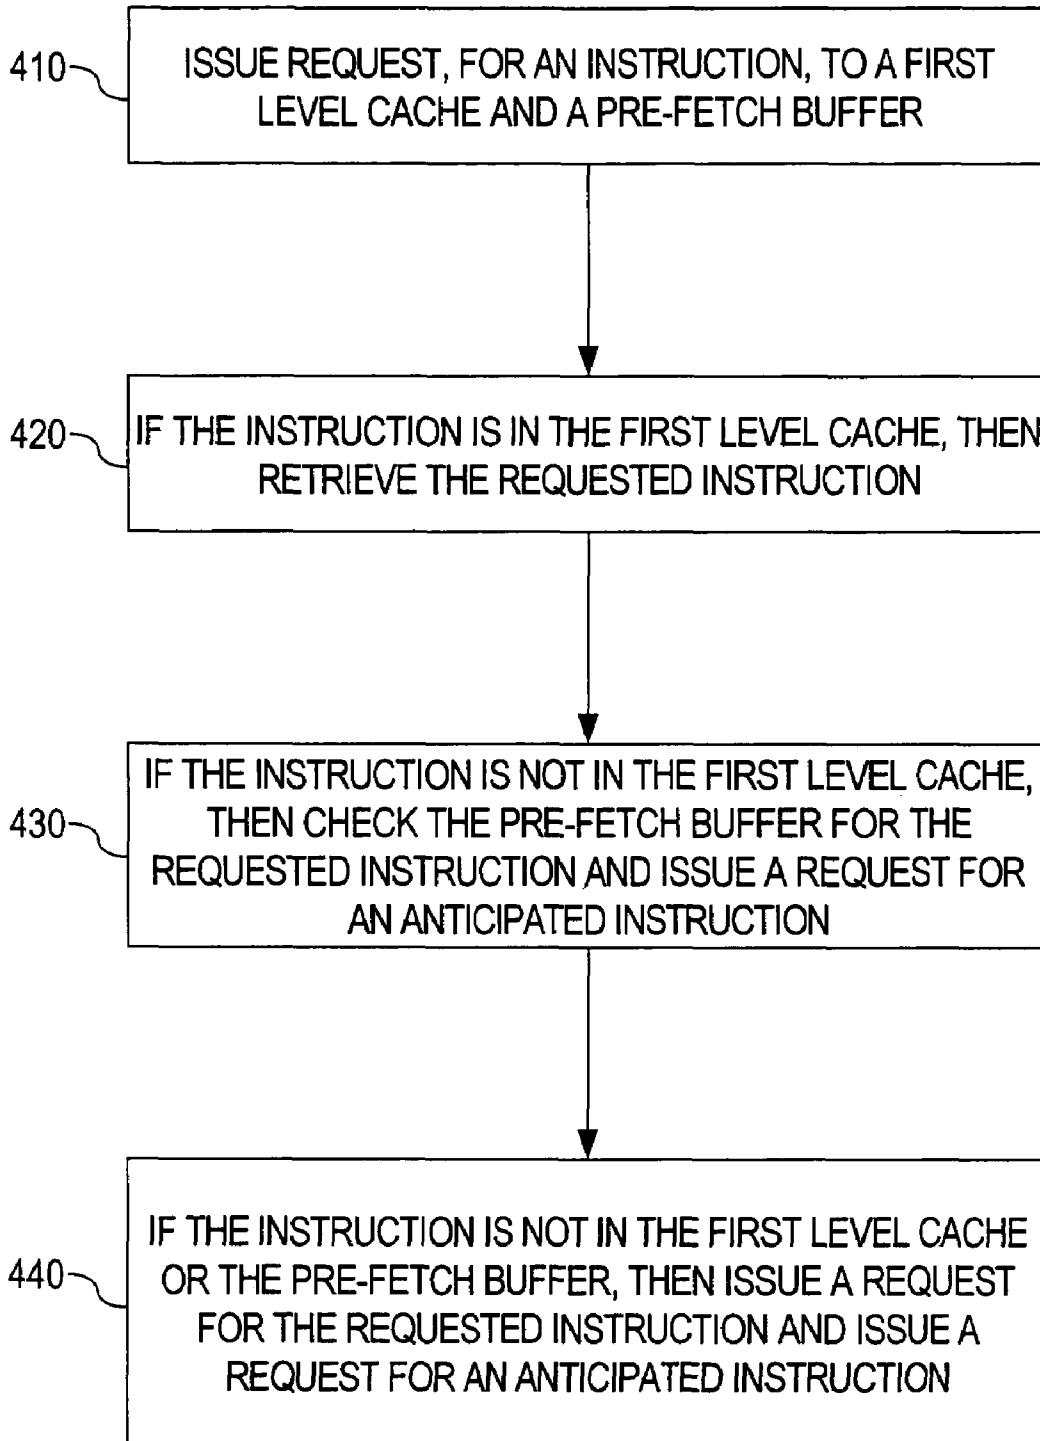 410
ISSUE REQUEST, FOR AN INSTRUCTION, TO A FIRST
LEVEL CACHE AND A PRE-FETCH BUFFER
420
IF THE INSTRUCTION IS IN THE FIRST LEVEL CACHE, THEN
RETRIEVE THE REQUESTED INSTRUCTION
430
IF THE INSTRUCTION IS NOT IN THE FIRST LEVEL CACHE,
THEN CHECK THE PRE-FETCH BUFFER FOR THE
REQUESTED INSTRUCTION AND ISSUE A REQUEST FOR
AN ANTICIPATED INSTRUCTION
440
IF THE INSTRUCTION IS NOT IN THE FIRST LEVEL CACHE
OR THE PRE-FETCH BUFFER, THEN ISSUE A REQUEST
FOR THE REQUESTED INSTRUCTION AND ISSUE A
REQUEST FOR AN ANTICIPATED INSTRUCTION